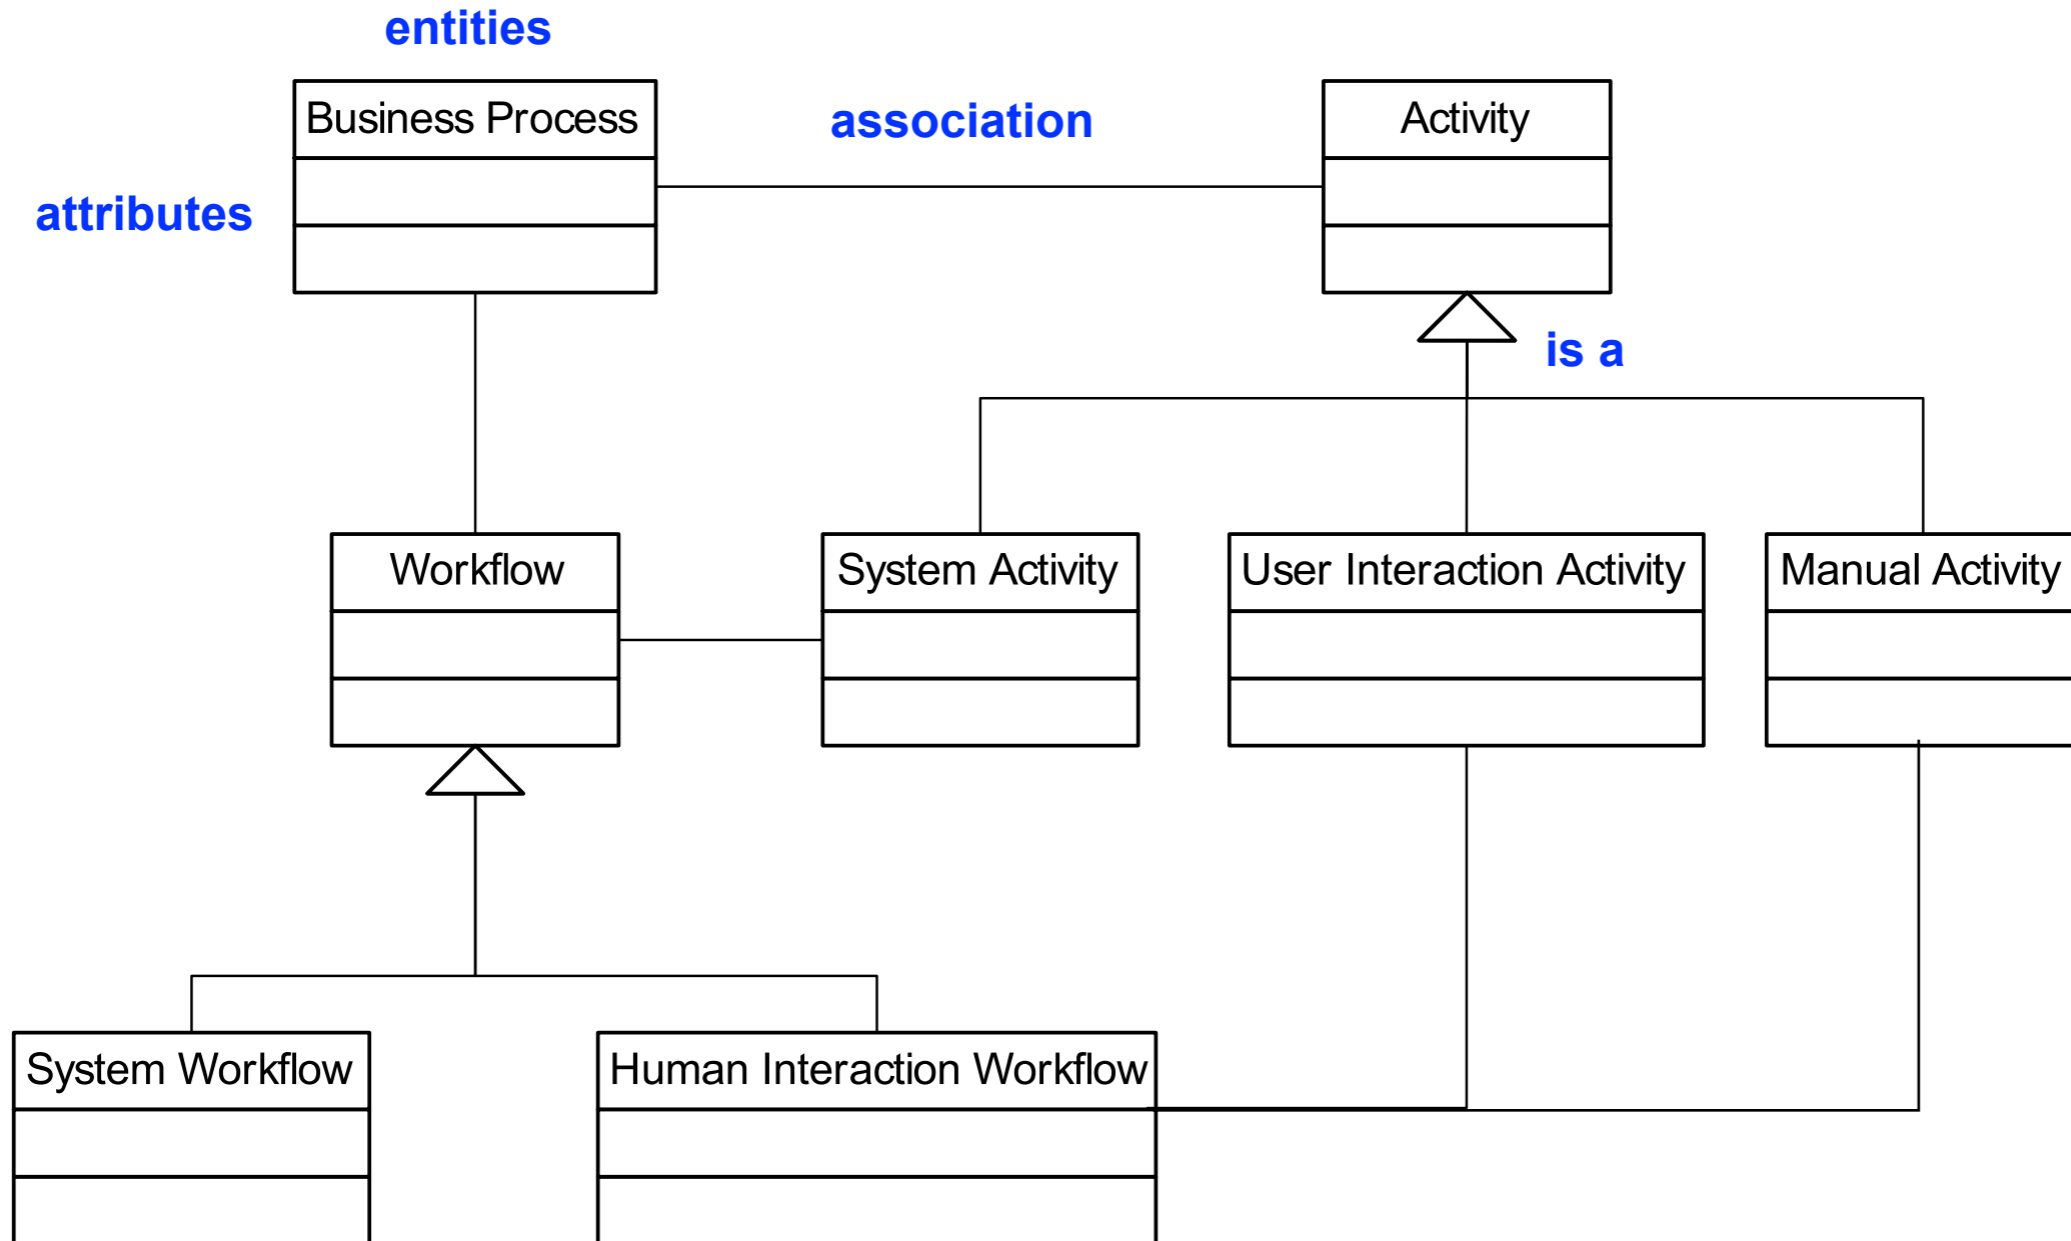 entities
Business Process
association
Activity
attributes
is a
Workflow
System Activity
User Interaction Activity
Manual Activity
System Workflow
Human Interaction Workflow